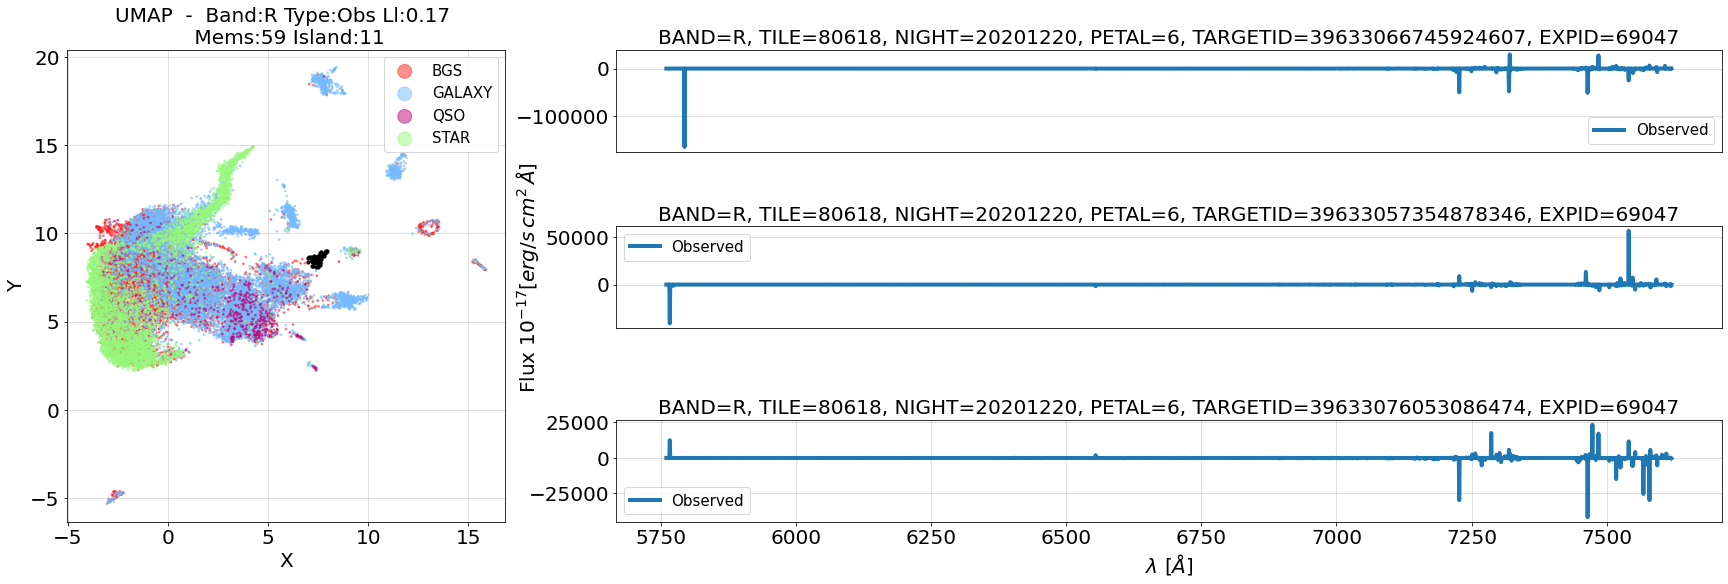 UMAP - Band:R Type:Obs Ll:0.17
Mems:59 Island:11
20
15
10
5
0
−5
Y
−5
0
5
10
15
X
BGS
GALAXY
QSO
STAR
Flux 10^{-17}[erg/s cm^2 Å]
BAND=R, TILE=80618, NIGHT=20201220, PETAL=6, TARGETID=39633066745924607, EXPID=69047
0
−100000
Observed
BAND=R, TILE=80618, NIGHT=20201220, PETAL=6, TARGETID=39633057354878346, EXPID=69047
50000
0
Observed
BAND=R, TILE=80618, NIGHT=20201220, PETAL=6, TARGETID=39633076053086474, EXPID=69047
25000
0
−25000
Observed
5750
6000
6250
6500
6750
7000
7250
7500
λ [Å]